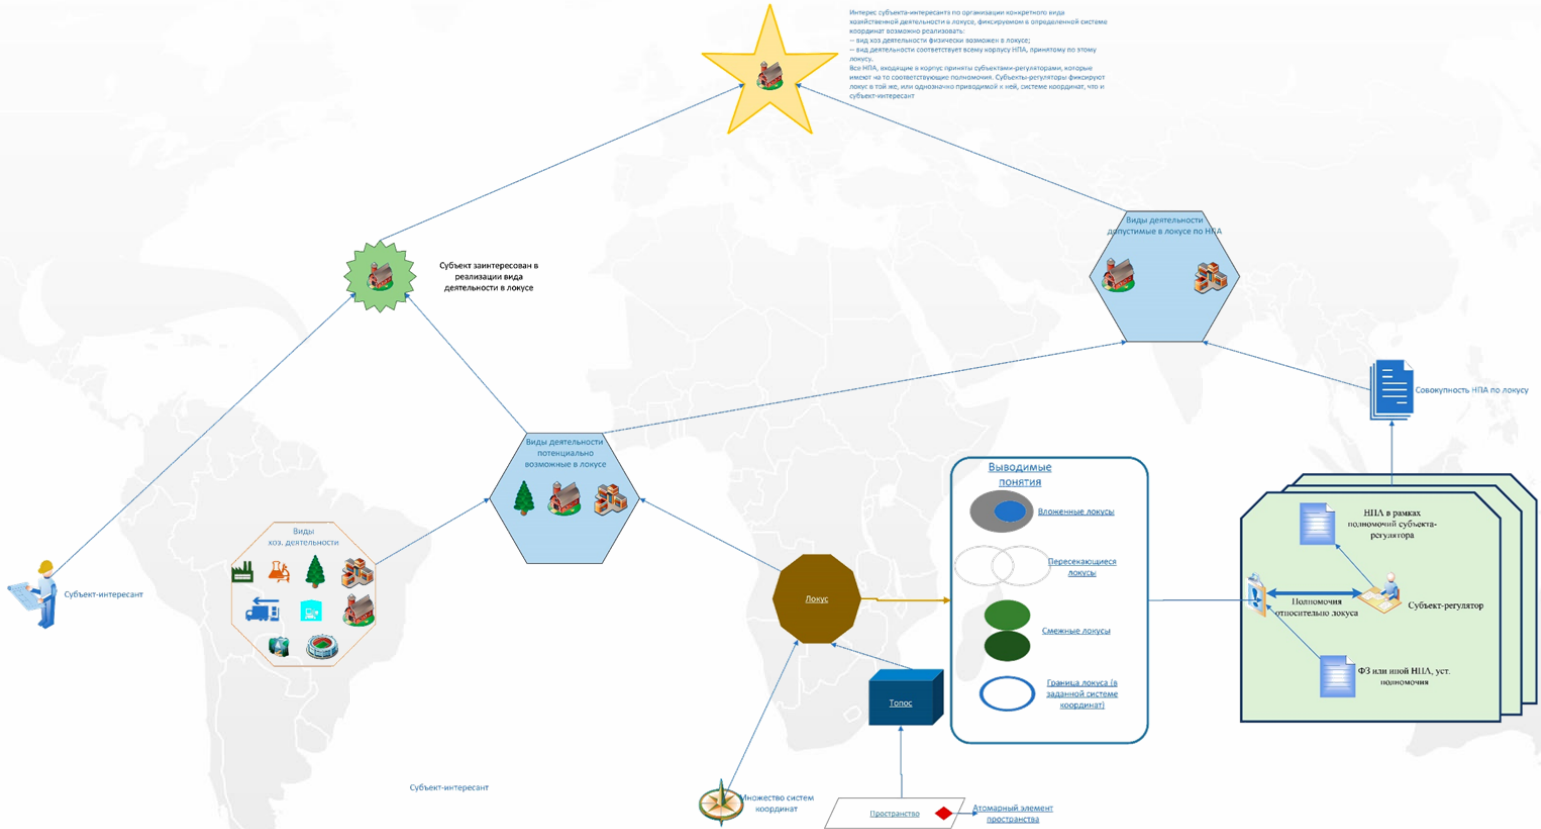 Интерес субъекта-интересанта по организации конкретного вида
хозяйственной деятельности в локусе, фиксируемом в определенной системе
координат возможно реализовать:
— вид хоз деятельности физически возможен в локусе;
— вид деятельности соответствует всему корпусу НПА, принятому по этому
локусу.
Все НПА, входящие в корпус приняты субъектами-регуляторами, которые
имеют на то соответствующие полномочия. Субъекты-регуляторы фиксируют
локус в той же, или однозначно приводимой к ней, системе координат, что и
субъект-интересант
Виды деятельности
допустимые в локусе по НПА
Субъект заинтересован в
реализации вида
деятельности в локусе
Совокупность НПА по локусу
Виды деятельности
потенциально
возможные в локусе
Выводимые
понятия
Вложенные локусы
Пересекающиеся
локусы
Смежные локусы
Граница локуса (в
заданной системе
координат)
НПА в рамках
полномочий субъекта-
регулятора
Полномочия
относительно локуса
Субъект-регулятор
ФЗ или иной НПА, уст.
полномочия
Виды
хоз. деятельности
Субъект-интересант
Локус
Топос
Субъект-интересант
Множество систем
координат
Пространство
Атомарный элемент
пространства